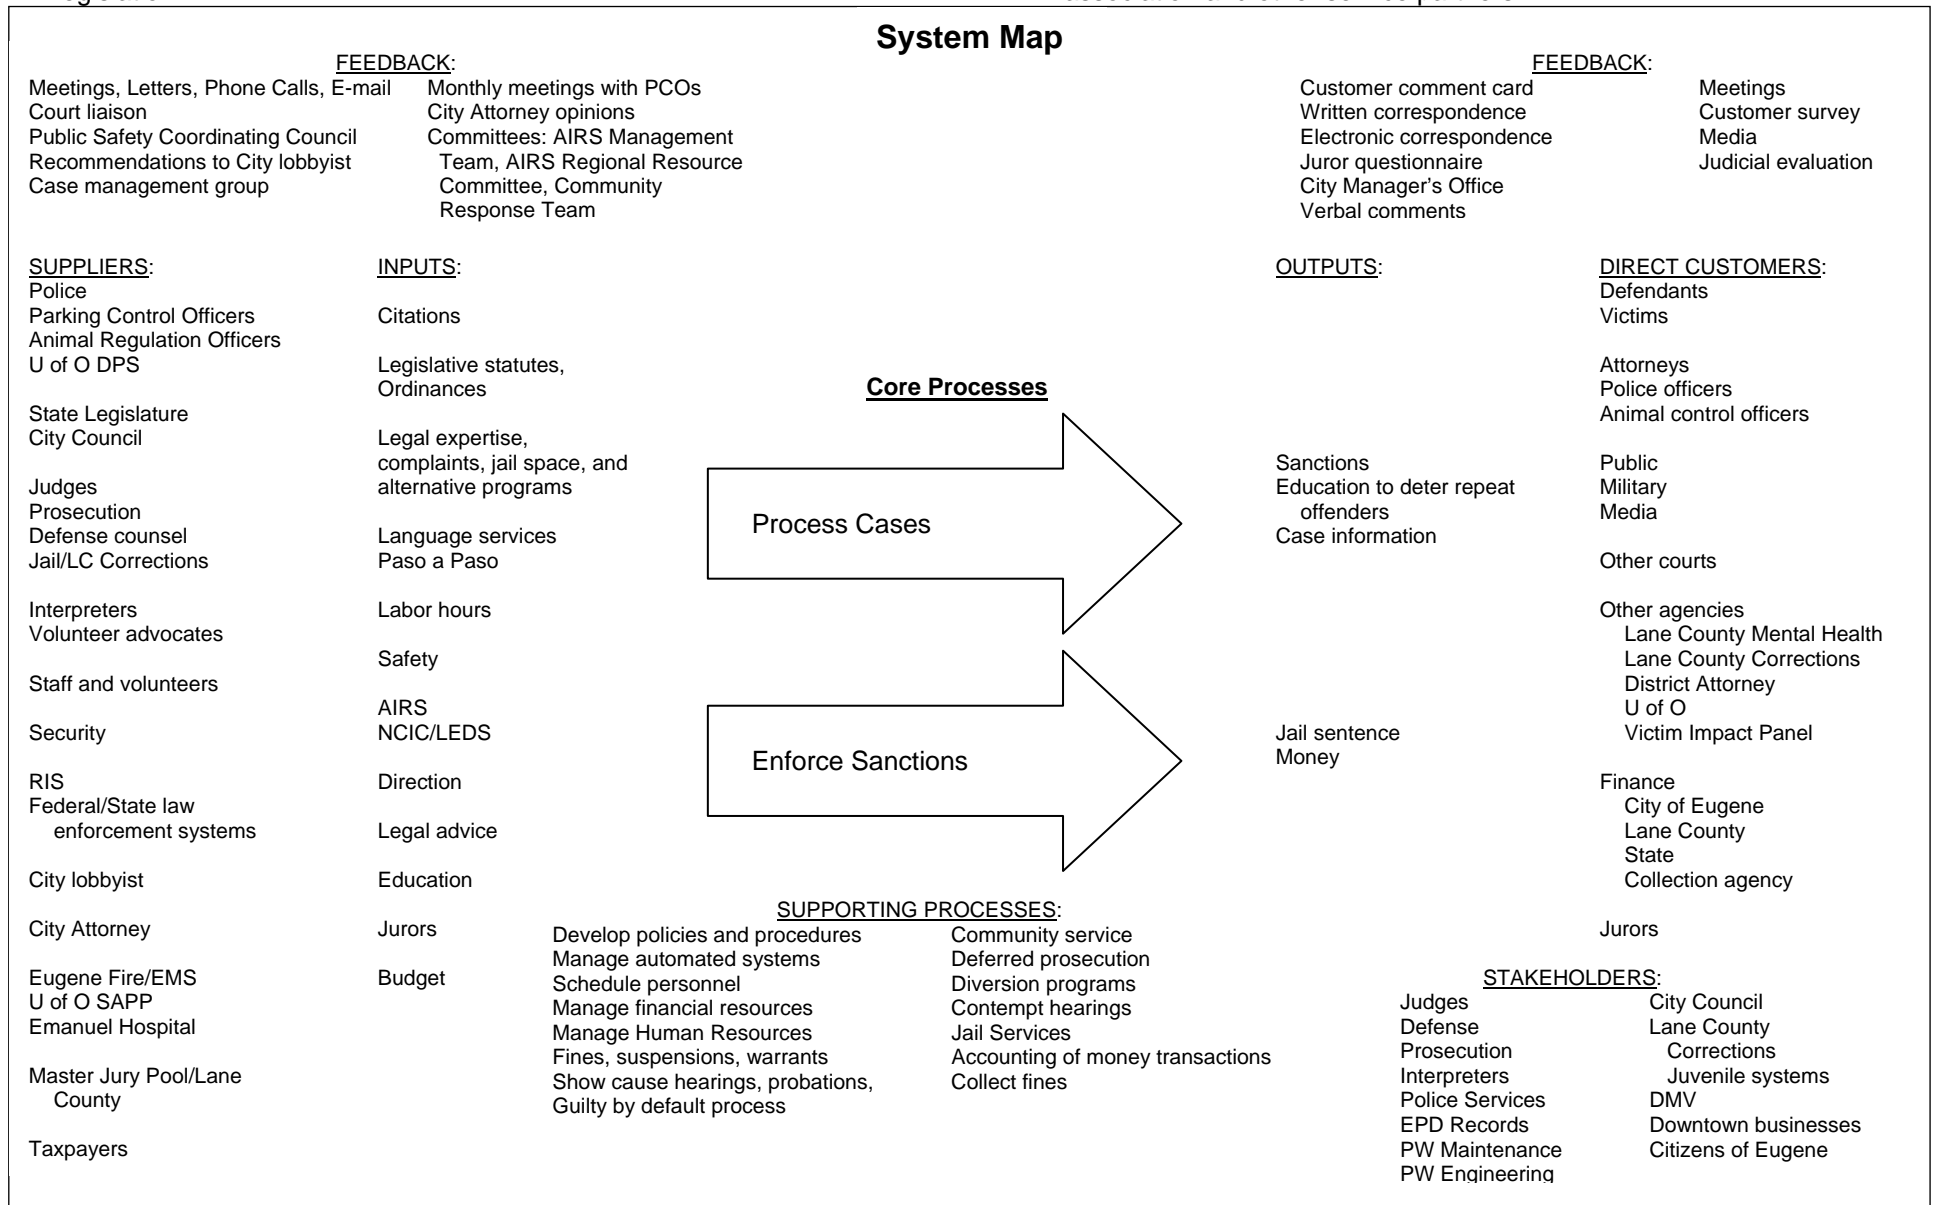 System Map
FEEDBACK:
Meetings, Letters, Phone Calls, E-mail
Court liaison
Public Safety Coordinating Council
Recommendations to City lobbyist
Case management group
Monthly meetings with PCOs
City Attorney opinions
Committees: AIRS Management
Team, AIRS Regional Resource
Committee, Community
Response Team
FEEDBACK:
Customer comment card
Written correspondence
Electronic correspondence
Juror questionnaire
City Manager's Office
Verbal comments
Meetings
Customer survey
Media
Judicial evaluation
SUPPLIERS:
Police
Parking Control Officers
Animal Regulation Officers
U of O DPS
State Legislature
City Council
Judges
Prosecution
Defense counsel
Jail/LC Corrections
Interpreters
Volunteer advocates
Staff and volunteers
Security
RIS
Federal/State law
enforcement systems
City lobbyist
City Attorney
Eugene Fire/EMS
U of O SAPP
Emanuel Hospital
Master Jury Pool/Lane
County
Taxpayers
INPUTS:
Citations
Legislative statutes,
Ordinances
Legal expertise,
complaints, jail space, and
alternative programs
Language services
Paso a Paso
Labor hours
Safety
AIRS
NCIC/LEDS
Direction
Legal advice
Education
Jurors
Budget
Core Processes
Process Cases
Enforce Sanctions
SUPPORTING PROCESSES:
Develop policies and procedures
Manage automated systems
Schedule personnel
Manage financial resources
Manage Human Resources
Fines, suspensions, warrants
Show cause hearings, probations,
Guilty by default process
Community service
Deferred prosecution
Diversion programs
Contempt hearings
Jail Services
Accounting of money transactions
Collect fines
OUTPUTS:
Sanctions
Education to deter repeat
offenders
Case information
Jail sentence
Money
DIRECT CUSTOMERS:
Defendants
Victims
Attorneys
Police officers
Animal control officers
Public
Military
Media
Other courts
Other agencies
Lane County Mental Health
Lane County Corrections
District Attorney
U of O
Victim Impact Panel
Finance
City of Eugene
Lane County
State
Collection agency
Jurors
STAKEHOLDERS:
Judges
Defense
Prosecution
Interpreters
Police Services
EPD Records
PW Maintenance
PW Engineering
City Council
Lane County
Corrections
Juvenile systems
DMV
Downtown businesses
Citizens of Eugene